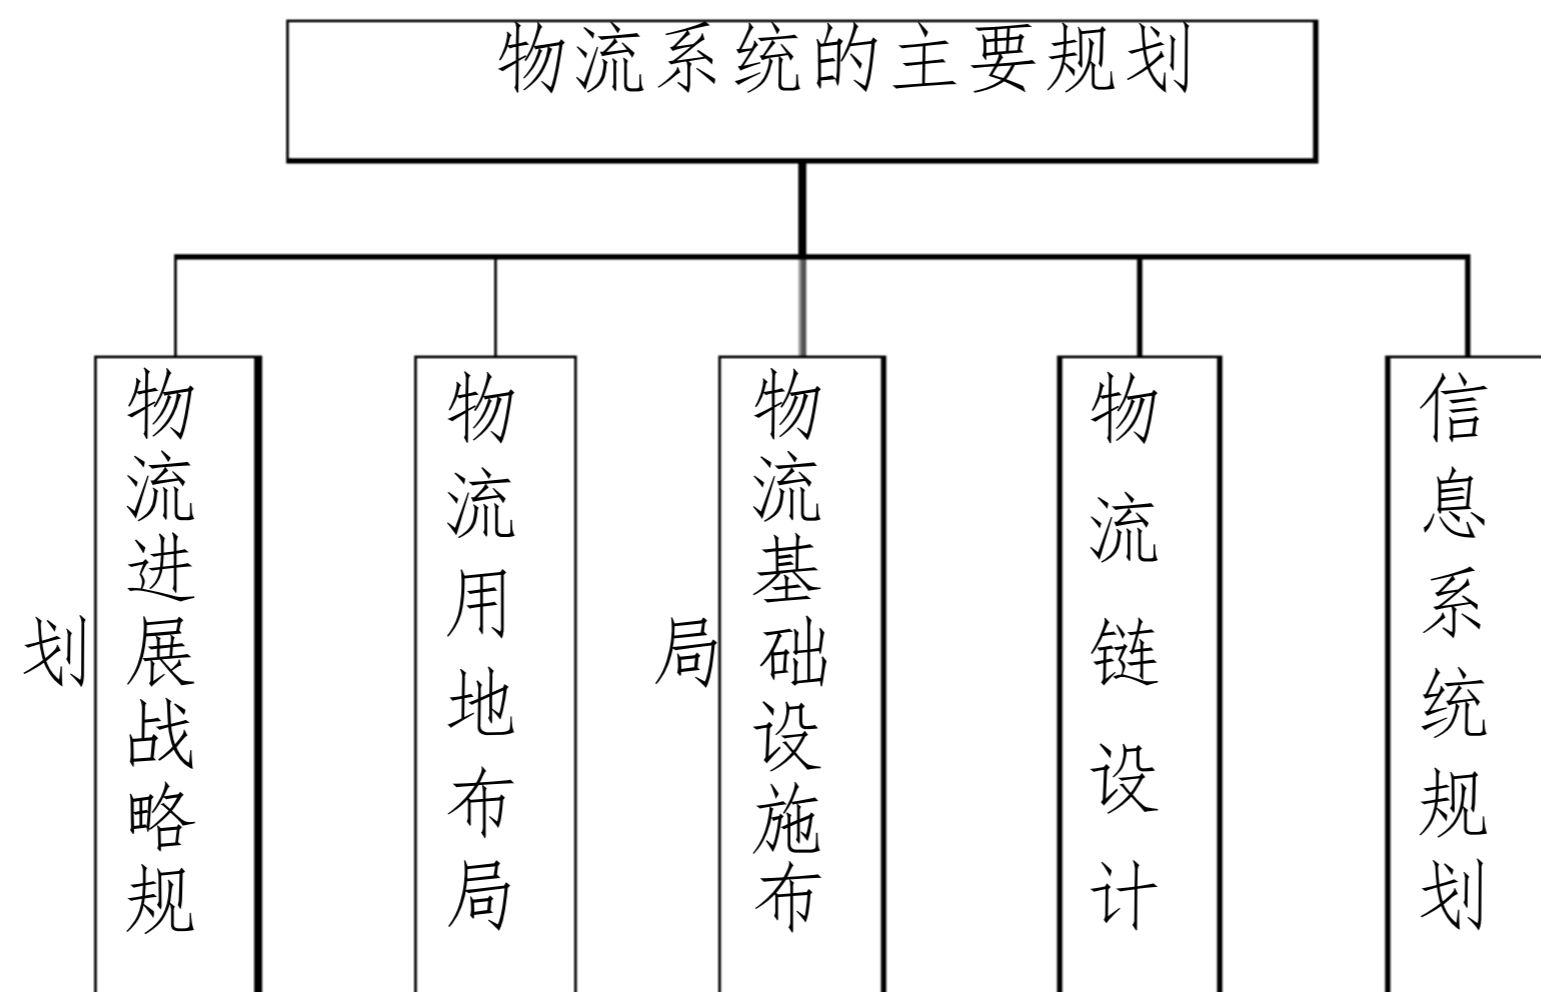 物流系统的主要规划
物流进展战略规
划
物流用地布局
物流基础设施布
局
物流链设计
信息系统规划